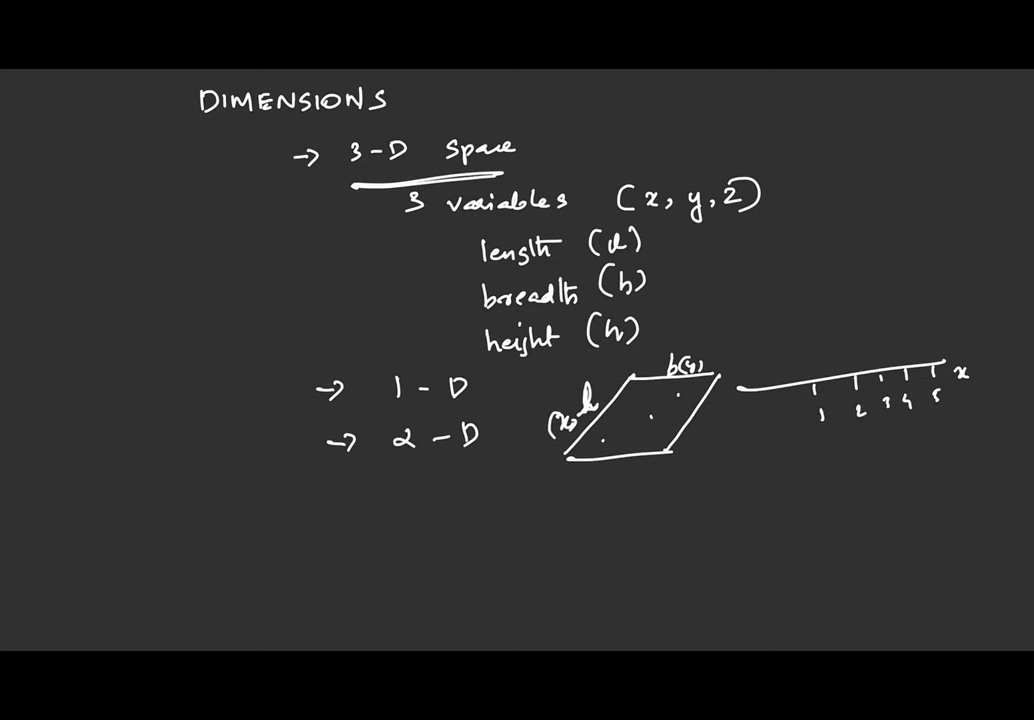 DIMENSIONS
→ 3-D space
3 variables (x, y, z)
length (l)
breadth (b)
height (h)
→ 1 - D
→ 2 - D
b(y)
(x) l
x
1 2 3 4 5